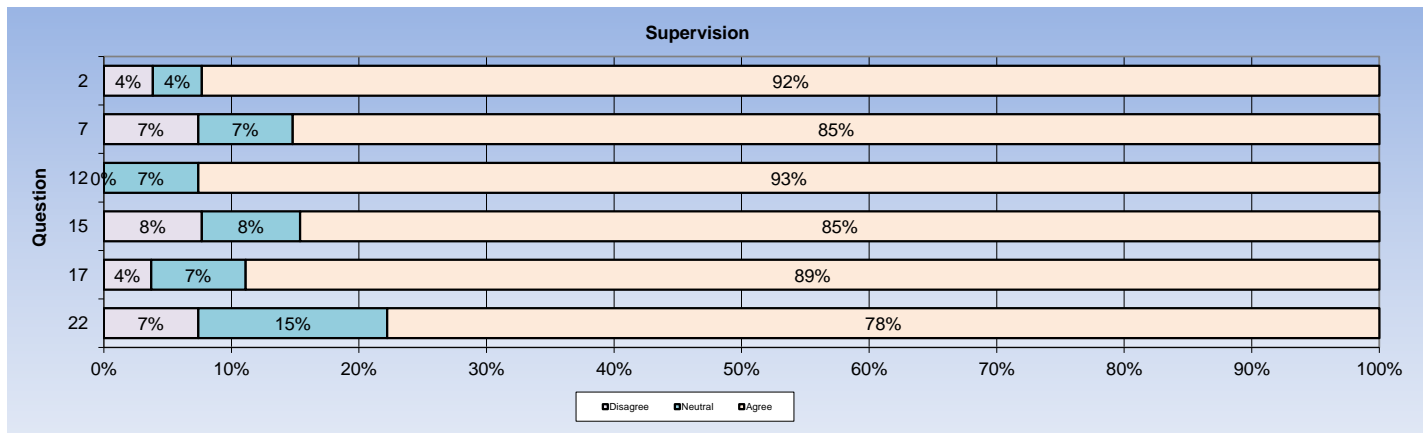 Supervision
Question
2 4% 4% 92%
7 7% 7% 85%
12 0% 7% 93%
15 8% 8% 85%
17 4% 7% 89%
22 7% 15% 78%
0% 10% 20% 30% 40% 50% 60% 70% 80% 90% 100%
Disagree Neutral Agree